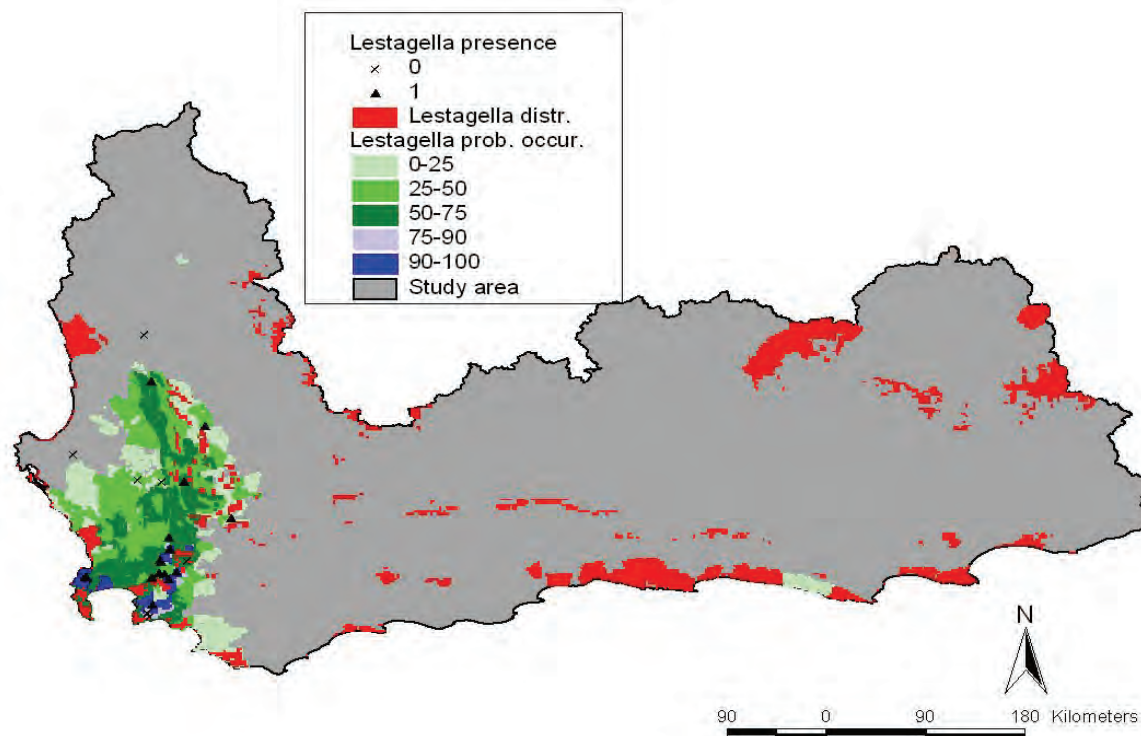 Lestagella presence
0
1
Lestagella distr.
Lestagella prob. occur.
0-25
25-50
50-75
75-90
90-100
Study area
N
90 0 90 180 Kilometers